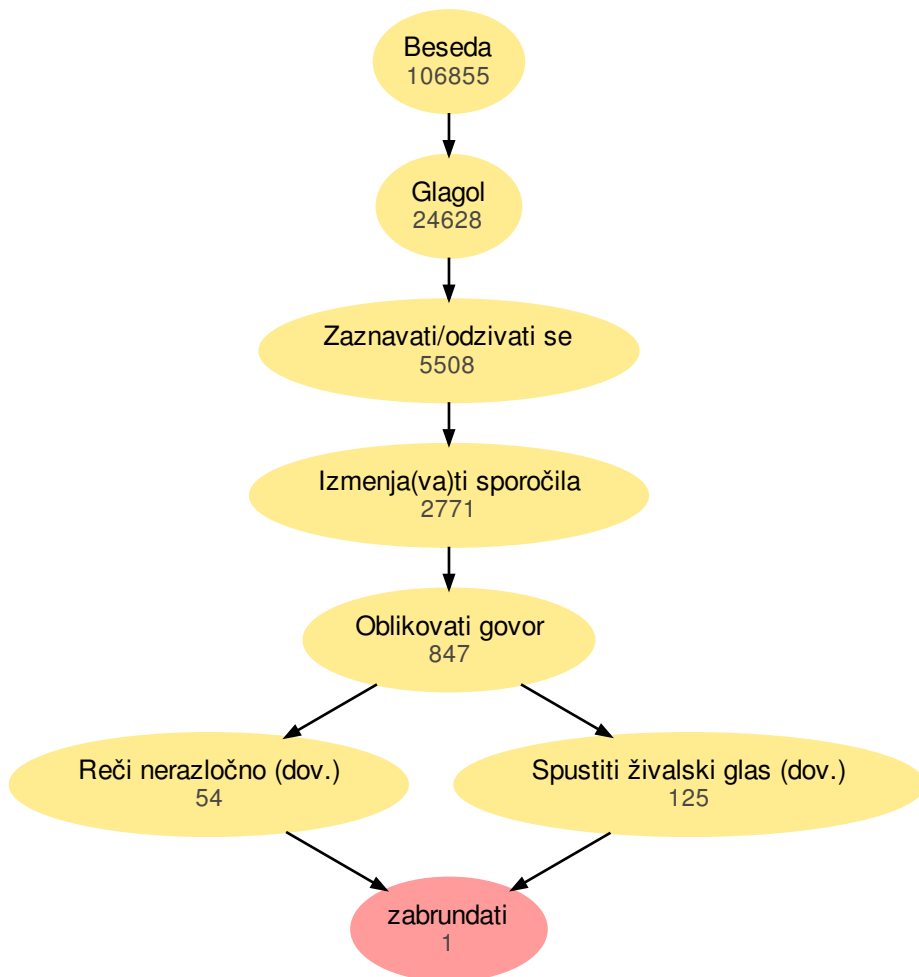 Beseda
106855
Glagol
24628
Zaznavati/odzivati se
5508
Izmenja(va)ti sporočila
2771
Oblikovati govor
847
Reči nerazločno (dov.)
54
Spustiti živalski glas (dov.)
125
zabrundati
1